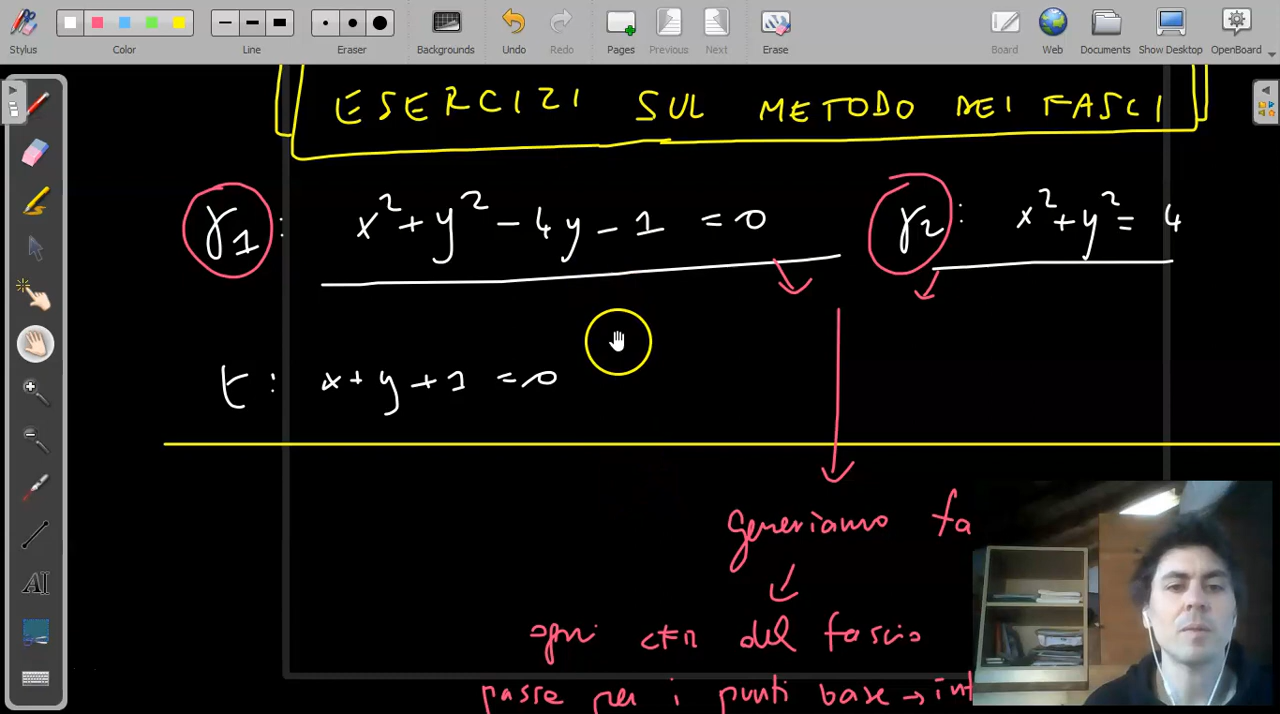 Stylus Color Line Eraser Backgrounds Undo Redo Pages Previous Next Erase Board Web Documents Show Desktop OpenBoard
ESERCIZI SUL METODO DEI FASCI
γ1: x²+y²-4y-1=0 γ2: x²+y²=4
t: x+y+1=0
generiamo fa
ogni cfr del fascio
passe per i punti base → int